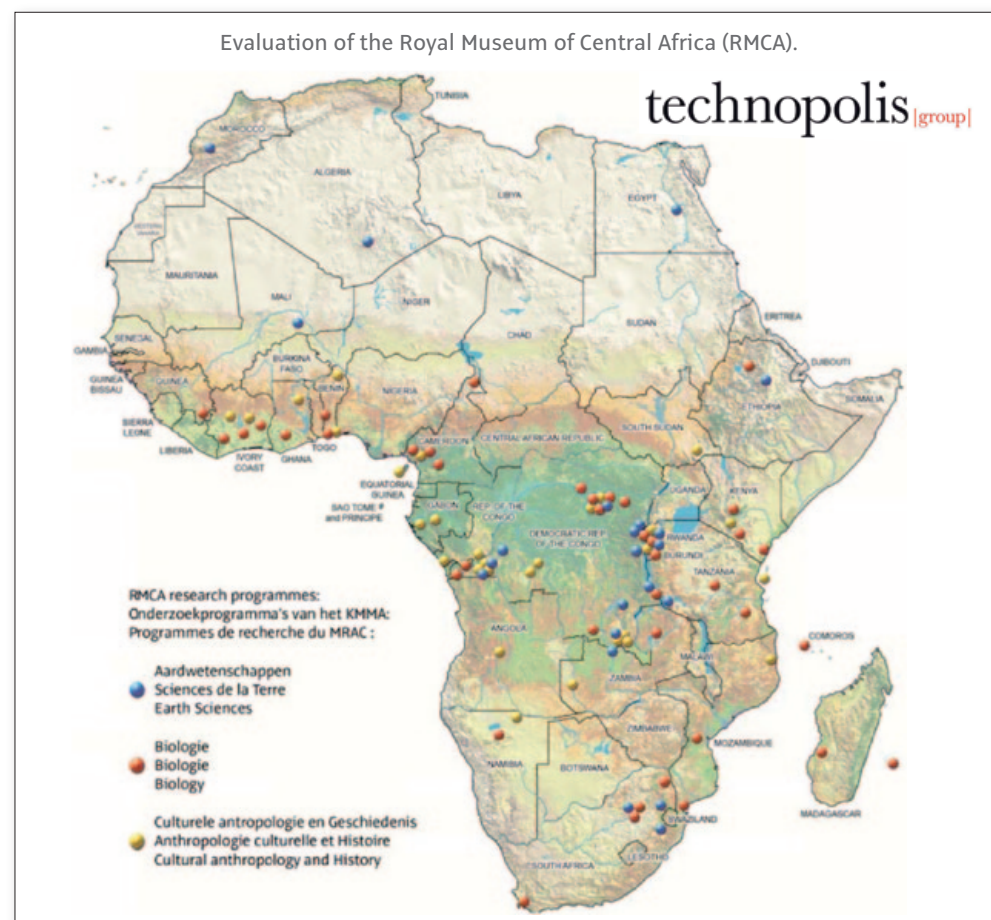 Evaluation of the Royal Museum of Central Africa (RMCA).
technopolis |group|
TUNISIA
MOROCCO
ALGERIA
LIBYA
EGYPT
WESTERN
MAURITANIA
MALI
NIGER
CHAD
SUDAN
ERITREA
SENEGAL
GAMBIA
GUINEA
BISSAU
GUINEA
BURKINA
FASO
BENIN
NIGERIA
DJIBOUTI
SOMALIA
ETHIOPIA
SIERRA
LEONE
LIBERIA
IVORY
COAST
GHANA
TOGO
CAMEROON
CENTRAL AFRICAN REPUBLIC
SOUTH SUDAN
EQUATORIAL
GUINEA
SAO TOME
and PRINCIPE
GABON
REP. OF THE
CONGO
DEMOCRATIC REP.
OF THE CONGO
UGANDA
KENYA
RWANDA
BURUNDI
TANZANIA
RMCA research programmes:
Onderzoekprogramma's van het KMMA:
Programmes de recherche du MRAC :
ANGOLA
ZAMBIA
MALAWI
COMOROS
Aardwetenschappen
Sciences de la Terre
Earth Sciences
ZIMBABWE
MOZAMBIQUE
NAMIBIA
BOTSWANA
MADAGASCAR
Biologie
Biologie
Biology
SWAZILAND
LESOTHO
SOUTH AFRICA
Culturele antropologie en Geschiedenis
Anthropologie culturelle et Histoire
Cultural anthropology and History